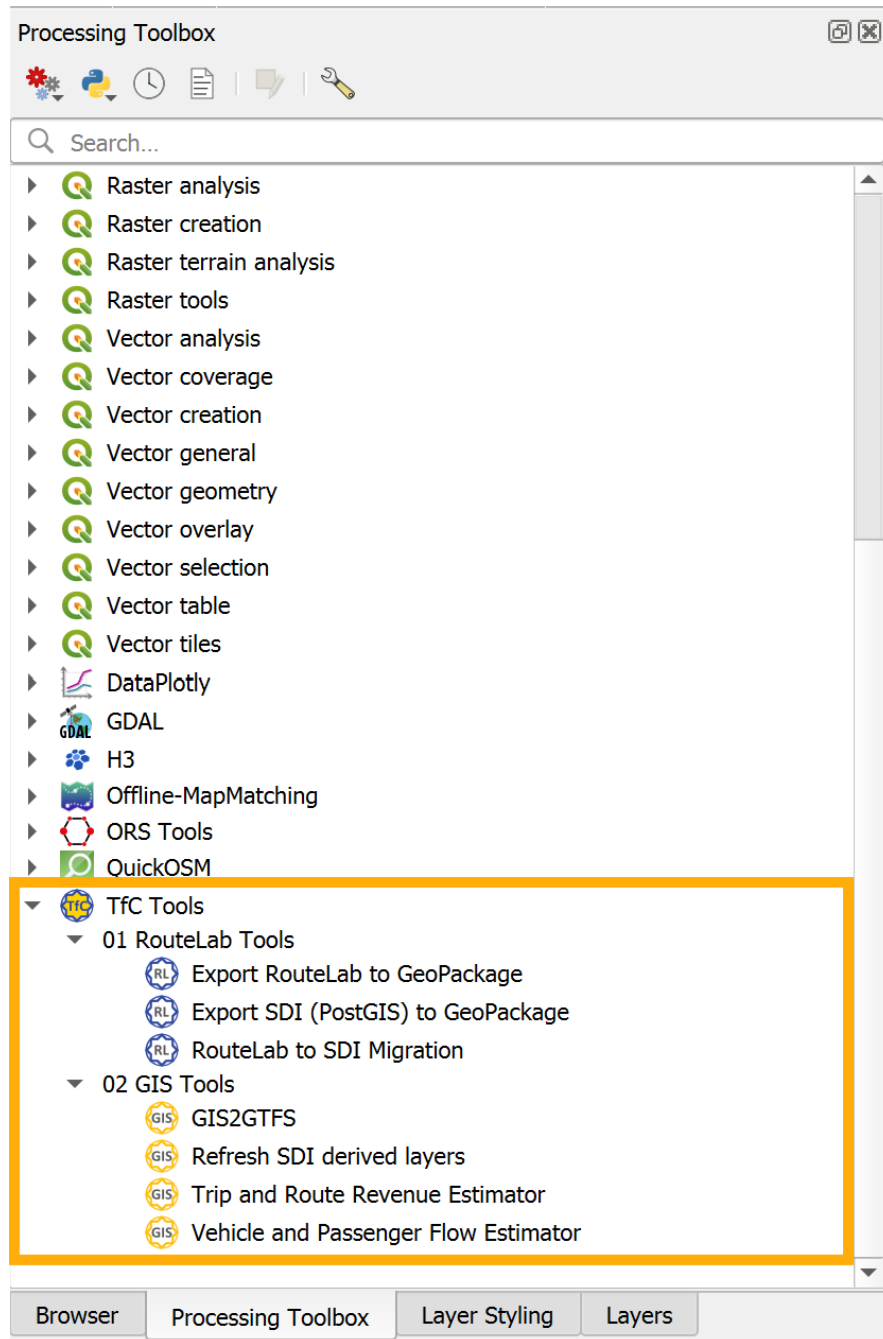 Processing Toolbox
Search...
Raster analysis
Raster creation
Raster terrain analysis
Raster tools
Vector analysis
Vector coverage
Vector creation
Vector general
Vector geometry
Vector overlay
Vector selection
Vector table
Vector tiles
DataPlotly
GDAL GDAL
H3
Offline-MapMatching
ORS Tools
QuickOSM
TfC TfC Tools
01 RouteLab Tools
RL Export RouteLab to GeoPackage
RL Export SDI (PostGIS) to GeoPackage
RL RouteLab to SDI Migration
02 GIS Tools
GIS GIS2GTFS
GIS Refresh SDI derived layers
GIS Trip and Route Revenue Estimator
GIS Vehicle and Passenger Flow Estimator
Browser Processing Toolbox Layer Styling Layers